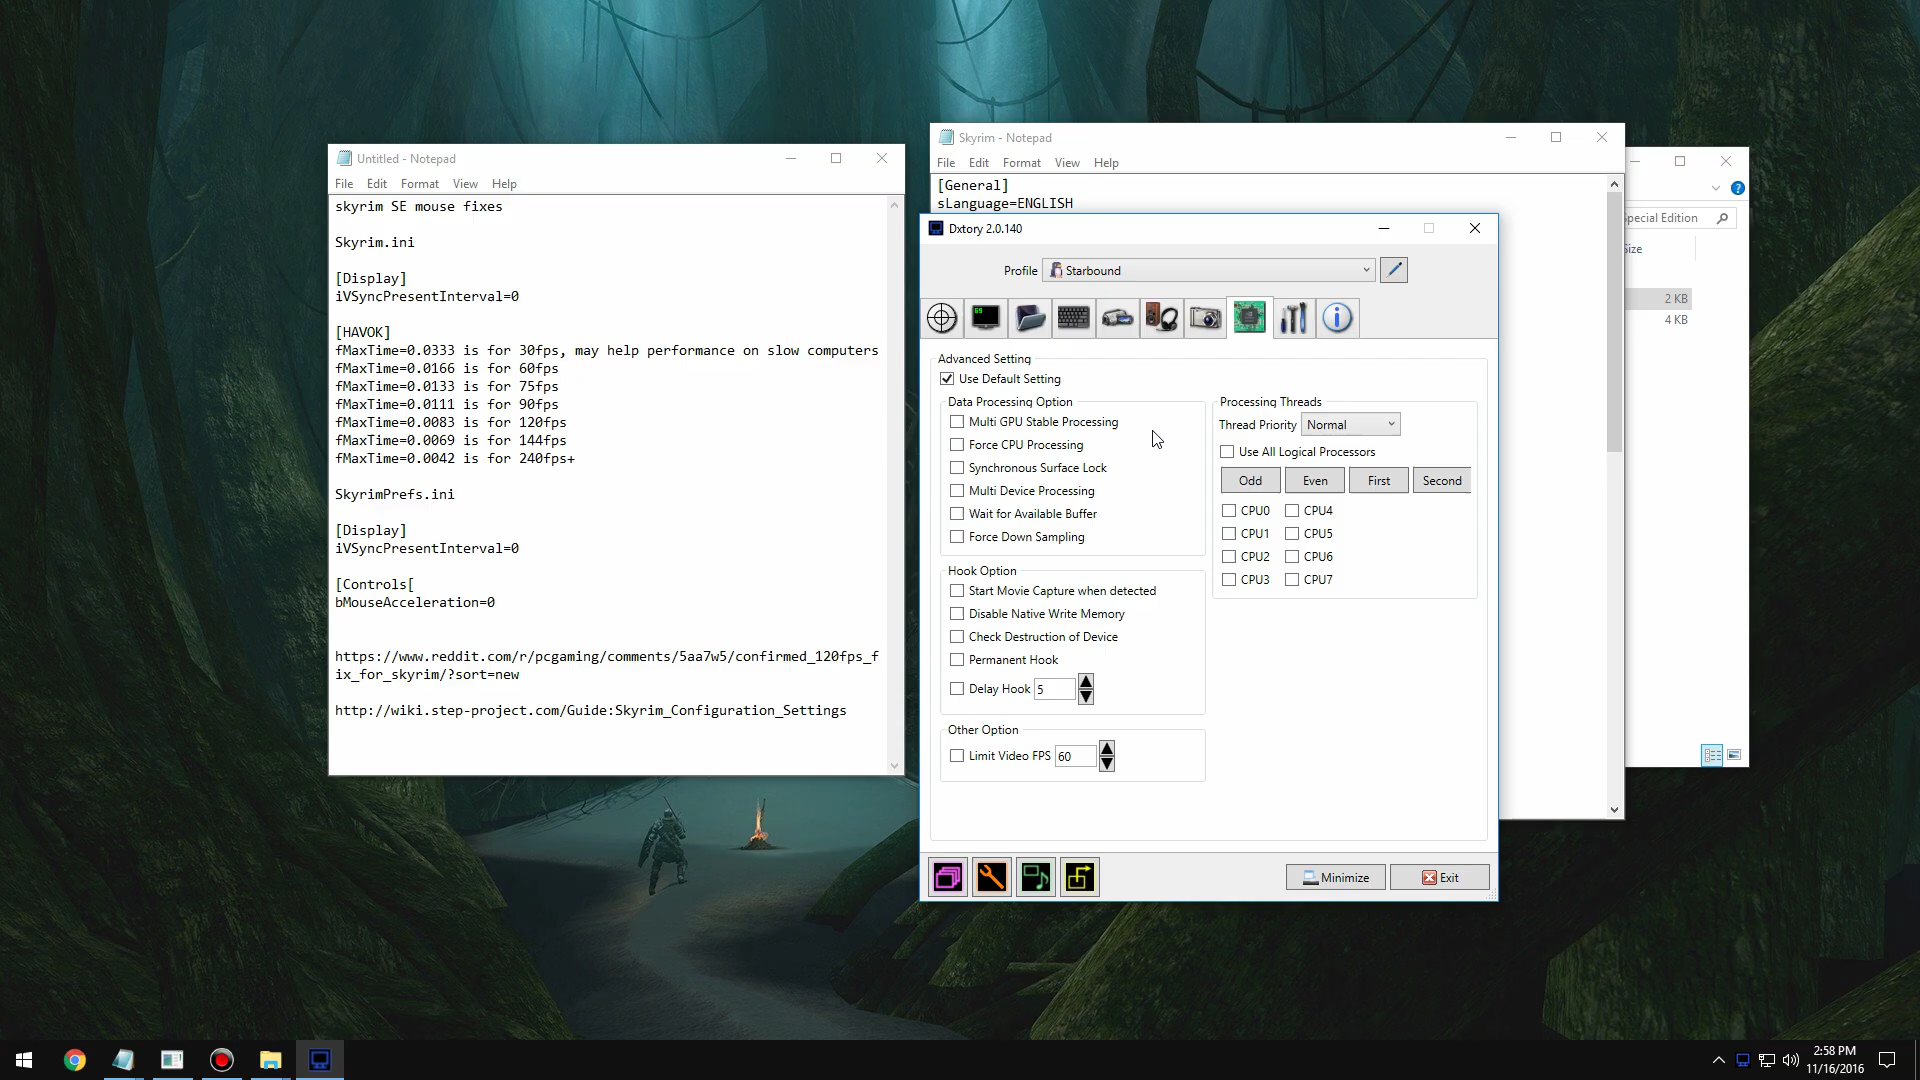 Untitled - Notepad
File Edit Format View Help
skyrim SE mouse fixes
Skyrim.ini
[Display]
iVSyncPresentInterval=0
[HAVOK]
fMaxTime=0.0333 is for 30fps, may help performance on slow computers
fMaxTime=0.0166 is for 60fps
fMaxTime=0.0133 is for 75fps
fMaxTime=0.0111 is for 90fps
fMaxTime=0.0083 is for 120fps
fMaxTime=0.0069 is for 144fps
fMaxTime=0.0042 is for 240fps+
SkyrimPrefs.ini
[Display]
iVSyncPresentInterval=0
[Controls[
bMouseAcceleration=0
https://www.reddit.com/r/pcgaming/comments/5aa7w5/confirmed_120fps_f
ix_for_skyrim/?sort=new
http://wiki.step-project.com/Guide:Skyrim_Configuration_Settings
Skyrim - Notepad
File Edit Format View Help
[General]
sLanguage=ENGLISH
Dxtory 2.0.140
Profile Starbound
69
Advanced Setting
Use Default Setting
Data Processing Option
Multi GPU Stable Processing
Force CPU Processing
Synchronous Surface Lock
Multi Device Processing
Wait for Available Buffer
Force Down Sampling
Hook Option
Start Movie Capture when detected
Disable Native Write Memory
Check Destruction of Device
Permanent Hook
Delay Hook 5
Other Option
Limit Video FPS 60
Processing Threads
Thread Priority Normal
Use All Logical Processors
Odd Even First Second
CPU0 CPU4
CPU1 CPU5
CPU2 CPU6
CPU3 CPU7
Minimize Exit
Special Edition
Size
2 KB
4 KB
2:58 PM
11/16/2016